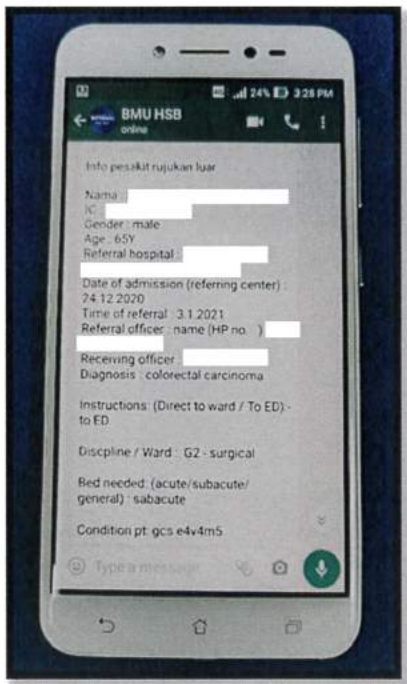 24% 3:28 PM
BMU HSB
online
Info pesakit rujukan luar
Nama :
IC :
Gender : male
Age : 65Y
Referral hospital :
Date of admission (referring center) :
24.12.2020
Time of referral : 3.1.2021
Referral officer : name (HP no. )
Receiving officer :
Diagnosis : colorectal carcinoma
Instructions: (Direct to ward / To ED) -
to ED
Discpline / Ward : G2 - surgical
Bed needed: (acute/subacute/
general) : sabacute
Condition pt: gcs e4v4m5
Type a message